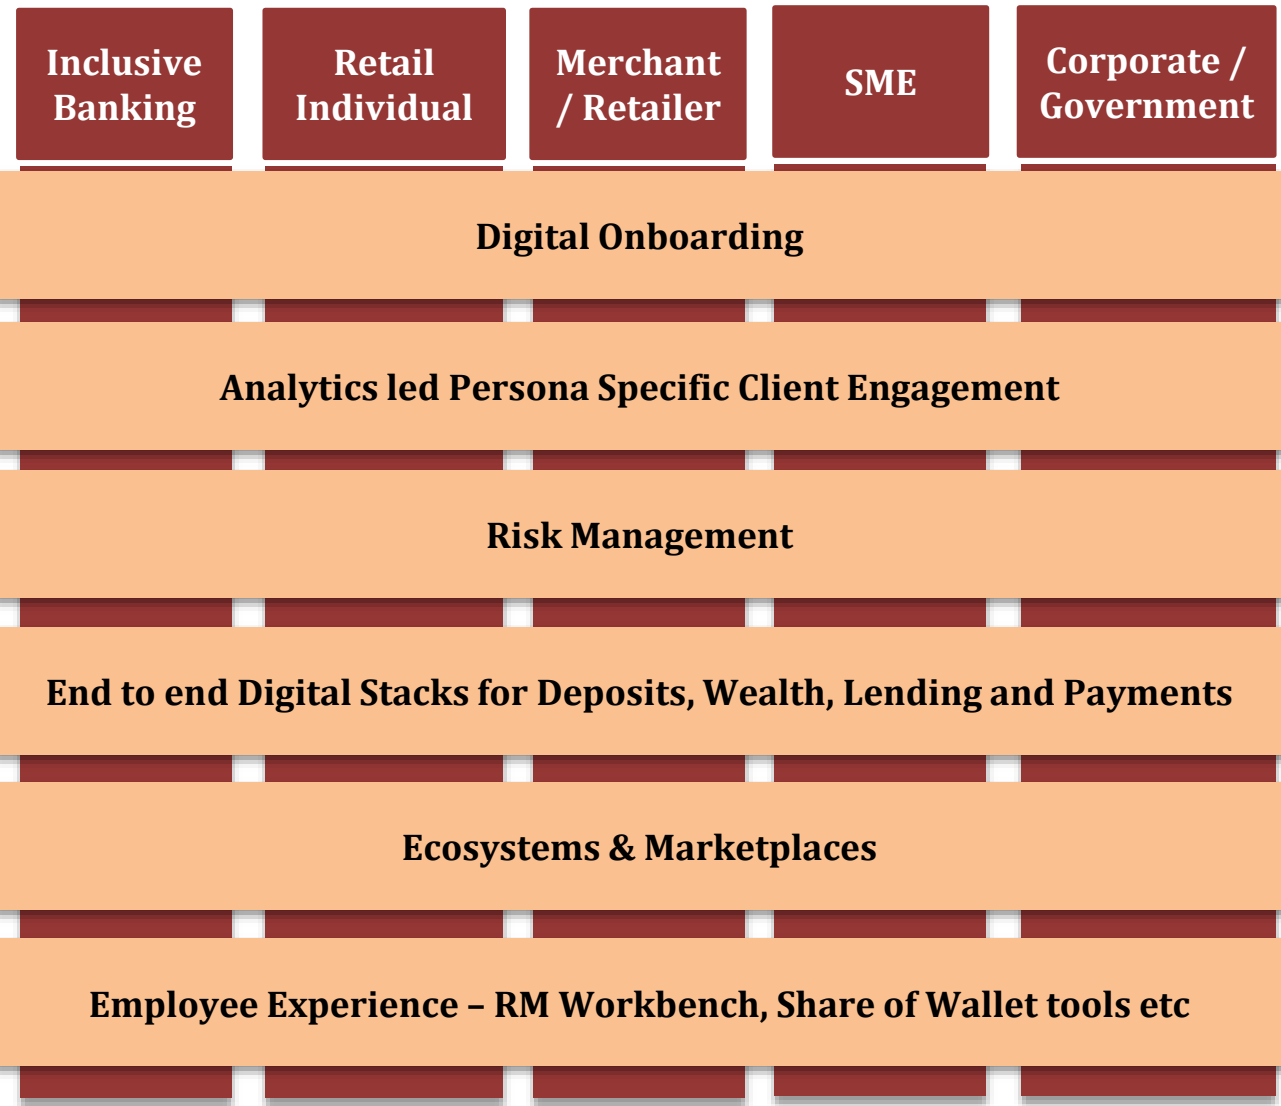 Inclusive
Banking
Retail
Individual
Merchant
/ Retailer
SME
Corporate /
Government
Digital Onboarding
Analytics led Persona Specific Client Engagement
Risk Management
End to end Digital Stacks for Deposits, Wealth, Lending and Payments
Ecosystems & Marketplaces
Employee Experience – RM Workbench, Share of Wallet tools etc